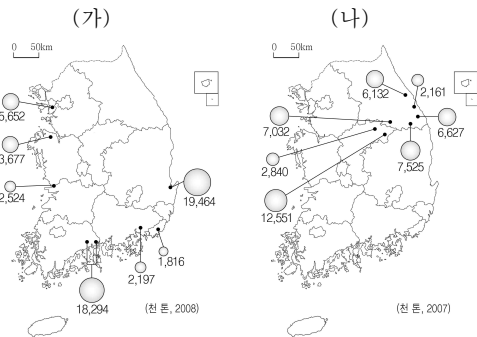 (가)
(나)
0 50km
0 50km
5,652
3,677
2,524
19,464
1,816
2,197
18,294
(천 톤, 2008)
6,132
2,161
7,032
6,627
2,840
7,525
12,551
(천 톤, 2007)